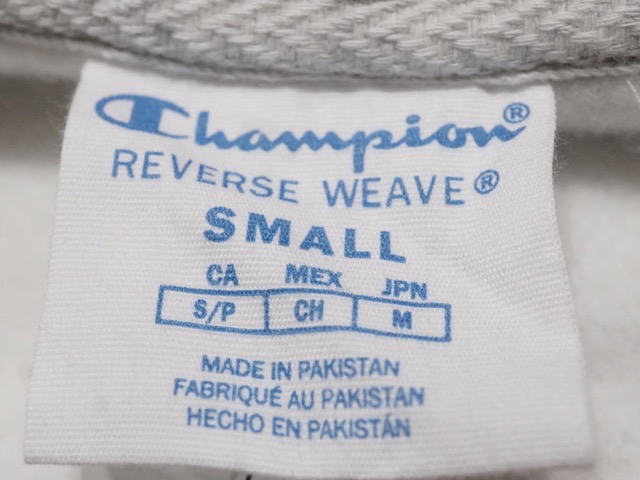 Champion®
REVERSE WEAVE®
SMALL
CA MEX JPN
S/P CH M
MADE IN PAKISTAN
FABRIQUÉ AU PAKISTAN
HECHO EN PAKISTÁN